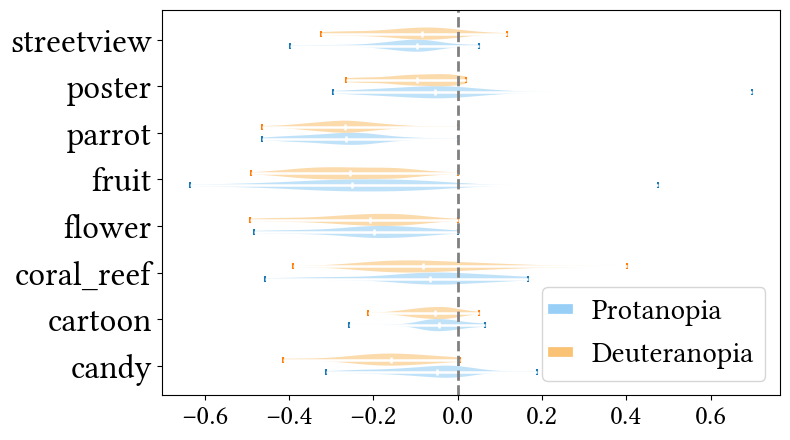 streetview
poster
parrot
fruit
flower
coral_reef
cartoon
candy
Protanopia
Deuteranopia
−0.6 −0.4 −0.2 0.0 0.2 0.4 0.6